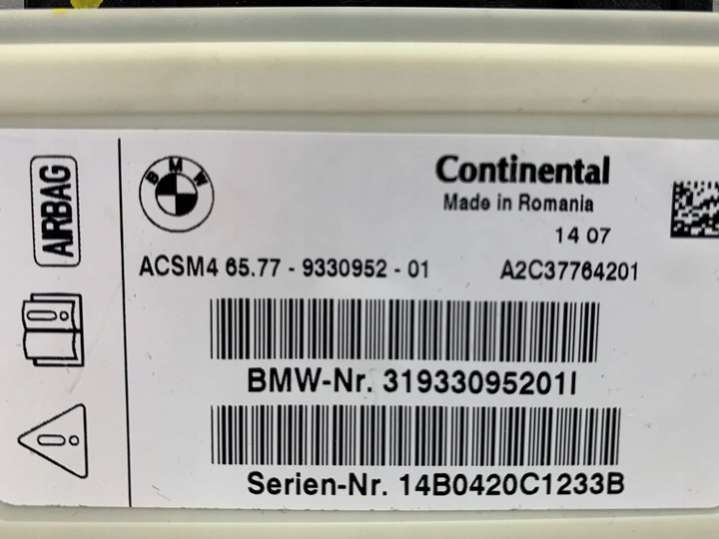 AIRBAG
BMW
Continental
Made in Romania
14 07
ACSM4 65.77 - 9330952 - 01 A2C37764201
BMW-Nr. 31933095201I
Serien-Nr. 14B0420C1233B